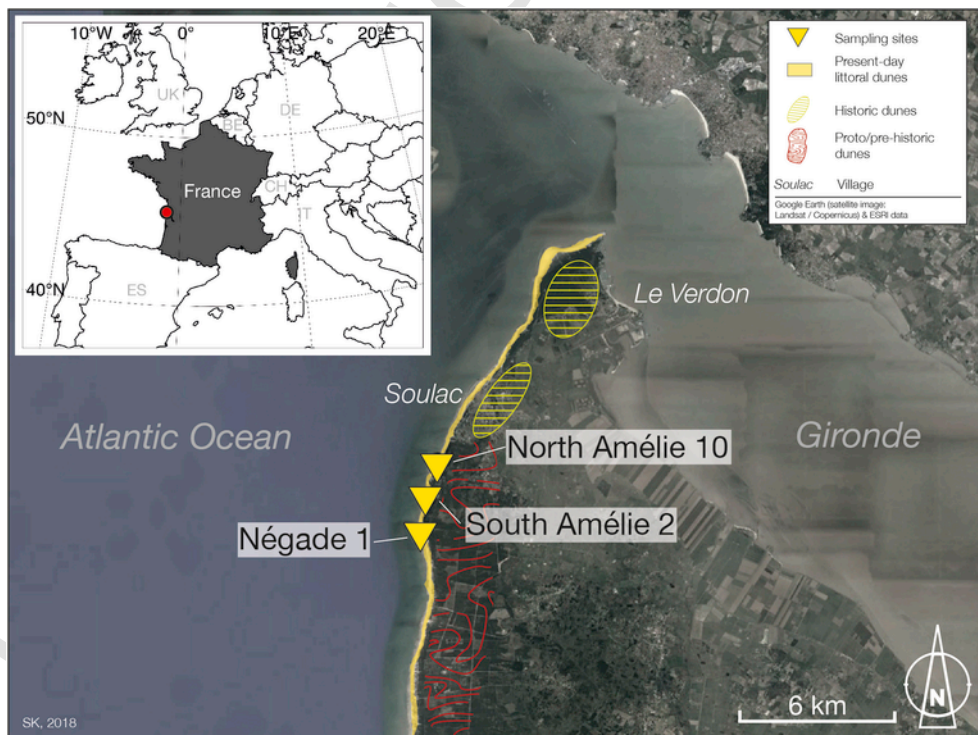 10°W
0°
10°E
20°E
50°N
40°N
UK
BE
DE
France
CH
IT
ES
Sampling sites
Present-day
littoral dunes
Historic dunes
Proto/pre-historic
dunes
Soulac Village
Google Earth (satellite image:
Landsat / Copernicus) & ESRI data
Le Verdon
Soulac
Atlantic Ocean
Gironde
North Amélie 10
South Amélie 2
Négade 1
6 km
N
SK, 2018